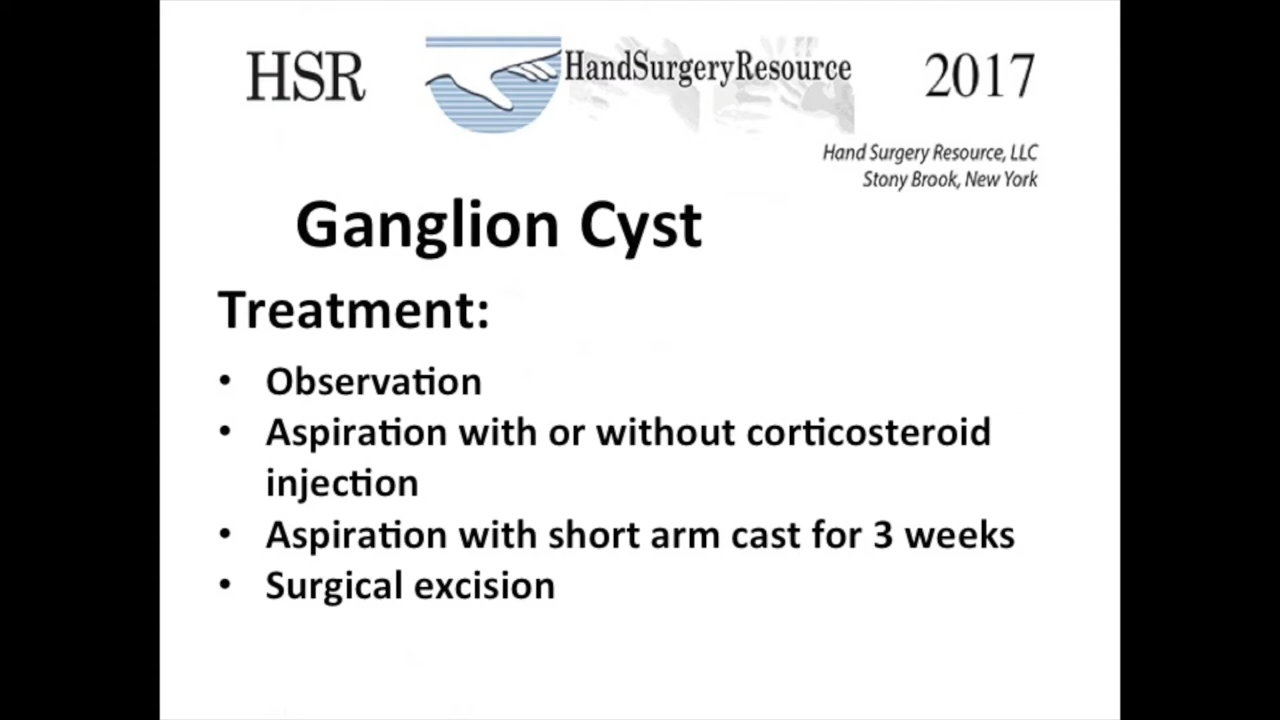 HSR HandSurgeryResource 2017
Hand Surgery Resource, LLC
Stony Brook, New York
Ganglion Cyst
Treatment:
• Observation
• Aspiration with or without corticosteroid
injection
• Aspiration with short arm cast for 3 weeks
• Surgical excision